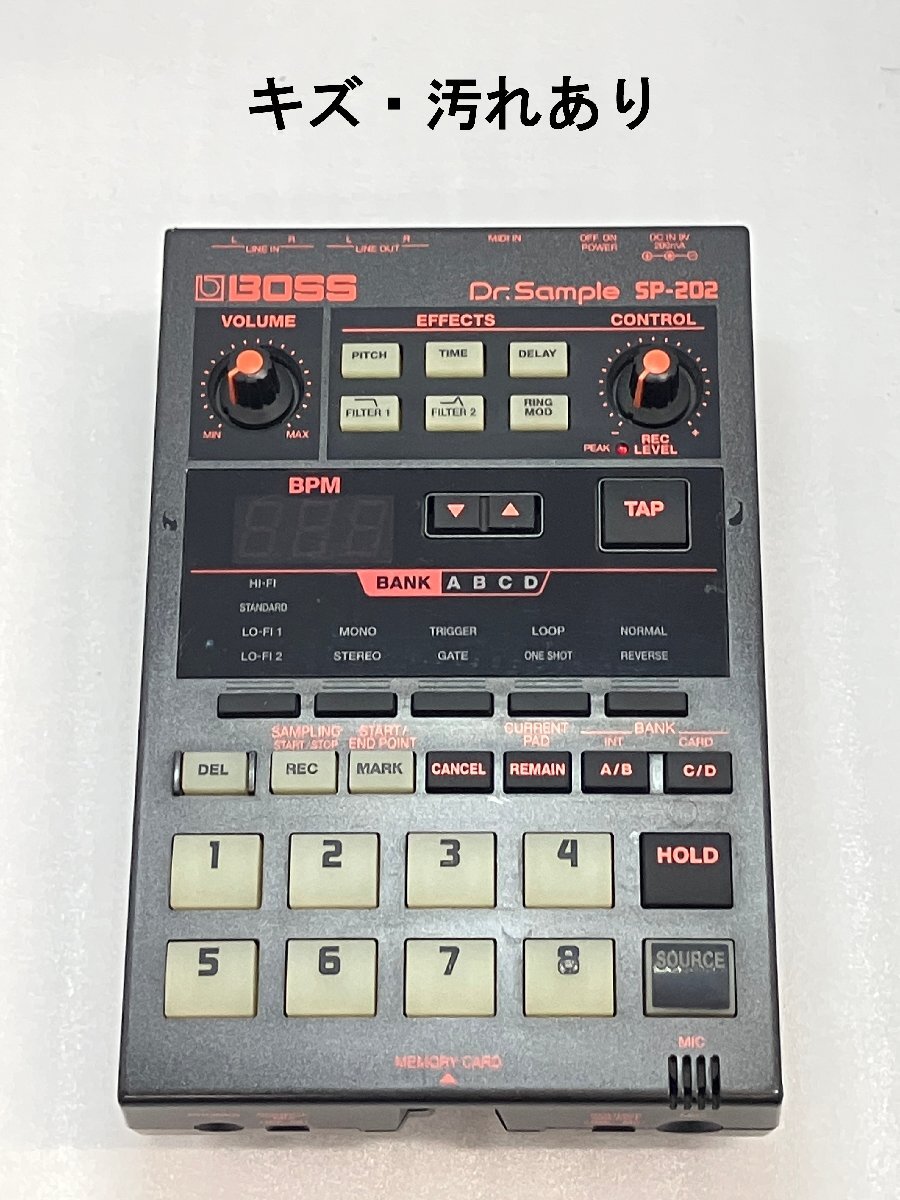 キズ・汚れあり
L R L R MIDI IN OFF ON DC IN 9V
LINE IN LINE OUT POWER 200mA
BOSS Dr.Sample SP-202
VOLUME EFFECTS CONTROL
PITCH TIME DELAY
FILTER 1 FILTER 2 RING MOD
MIN MAX - +
PEAK REC LEVEL
BPM
TAP
HI-FI BANK A B C D
STANDARD
LO-FI 1 MONO TRIGGER LOOP NORMAL
LO-FI 2 STEREO GATE ONE SHOT REVERSE
SAMPLING START/ CURRENT BANK
START/STOP END POINT PAD INT CARD
DEL REC MARK CANCEL REMAIN A/B C/D
1 2 3 4 HOLD
5 6 7 8 SOURCE
MIC
MEMORY CARD